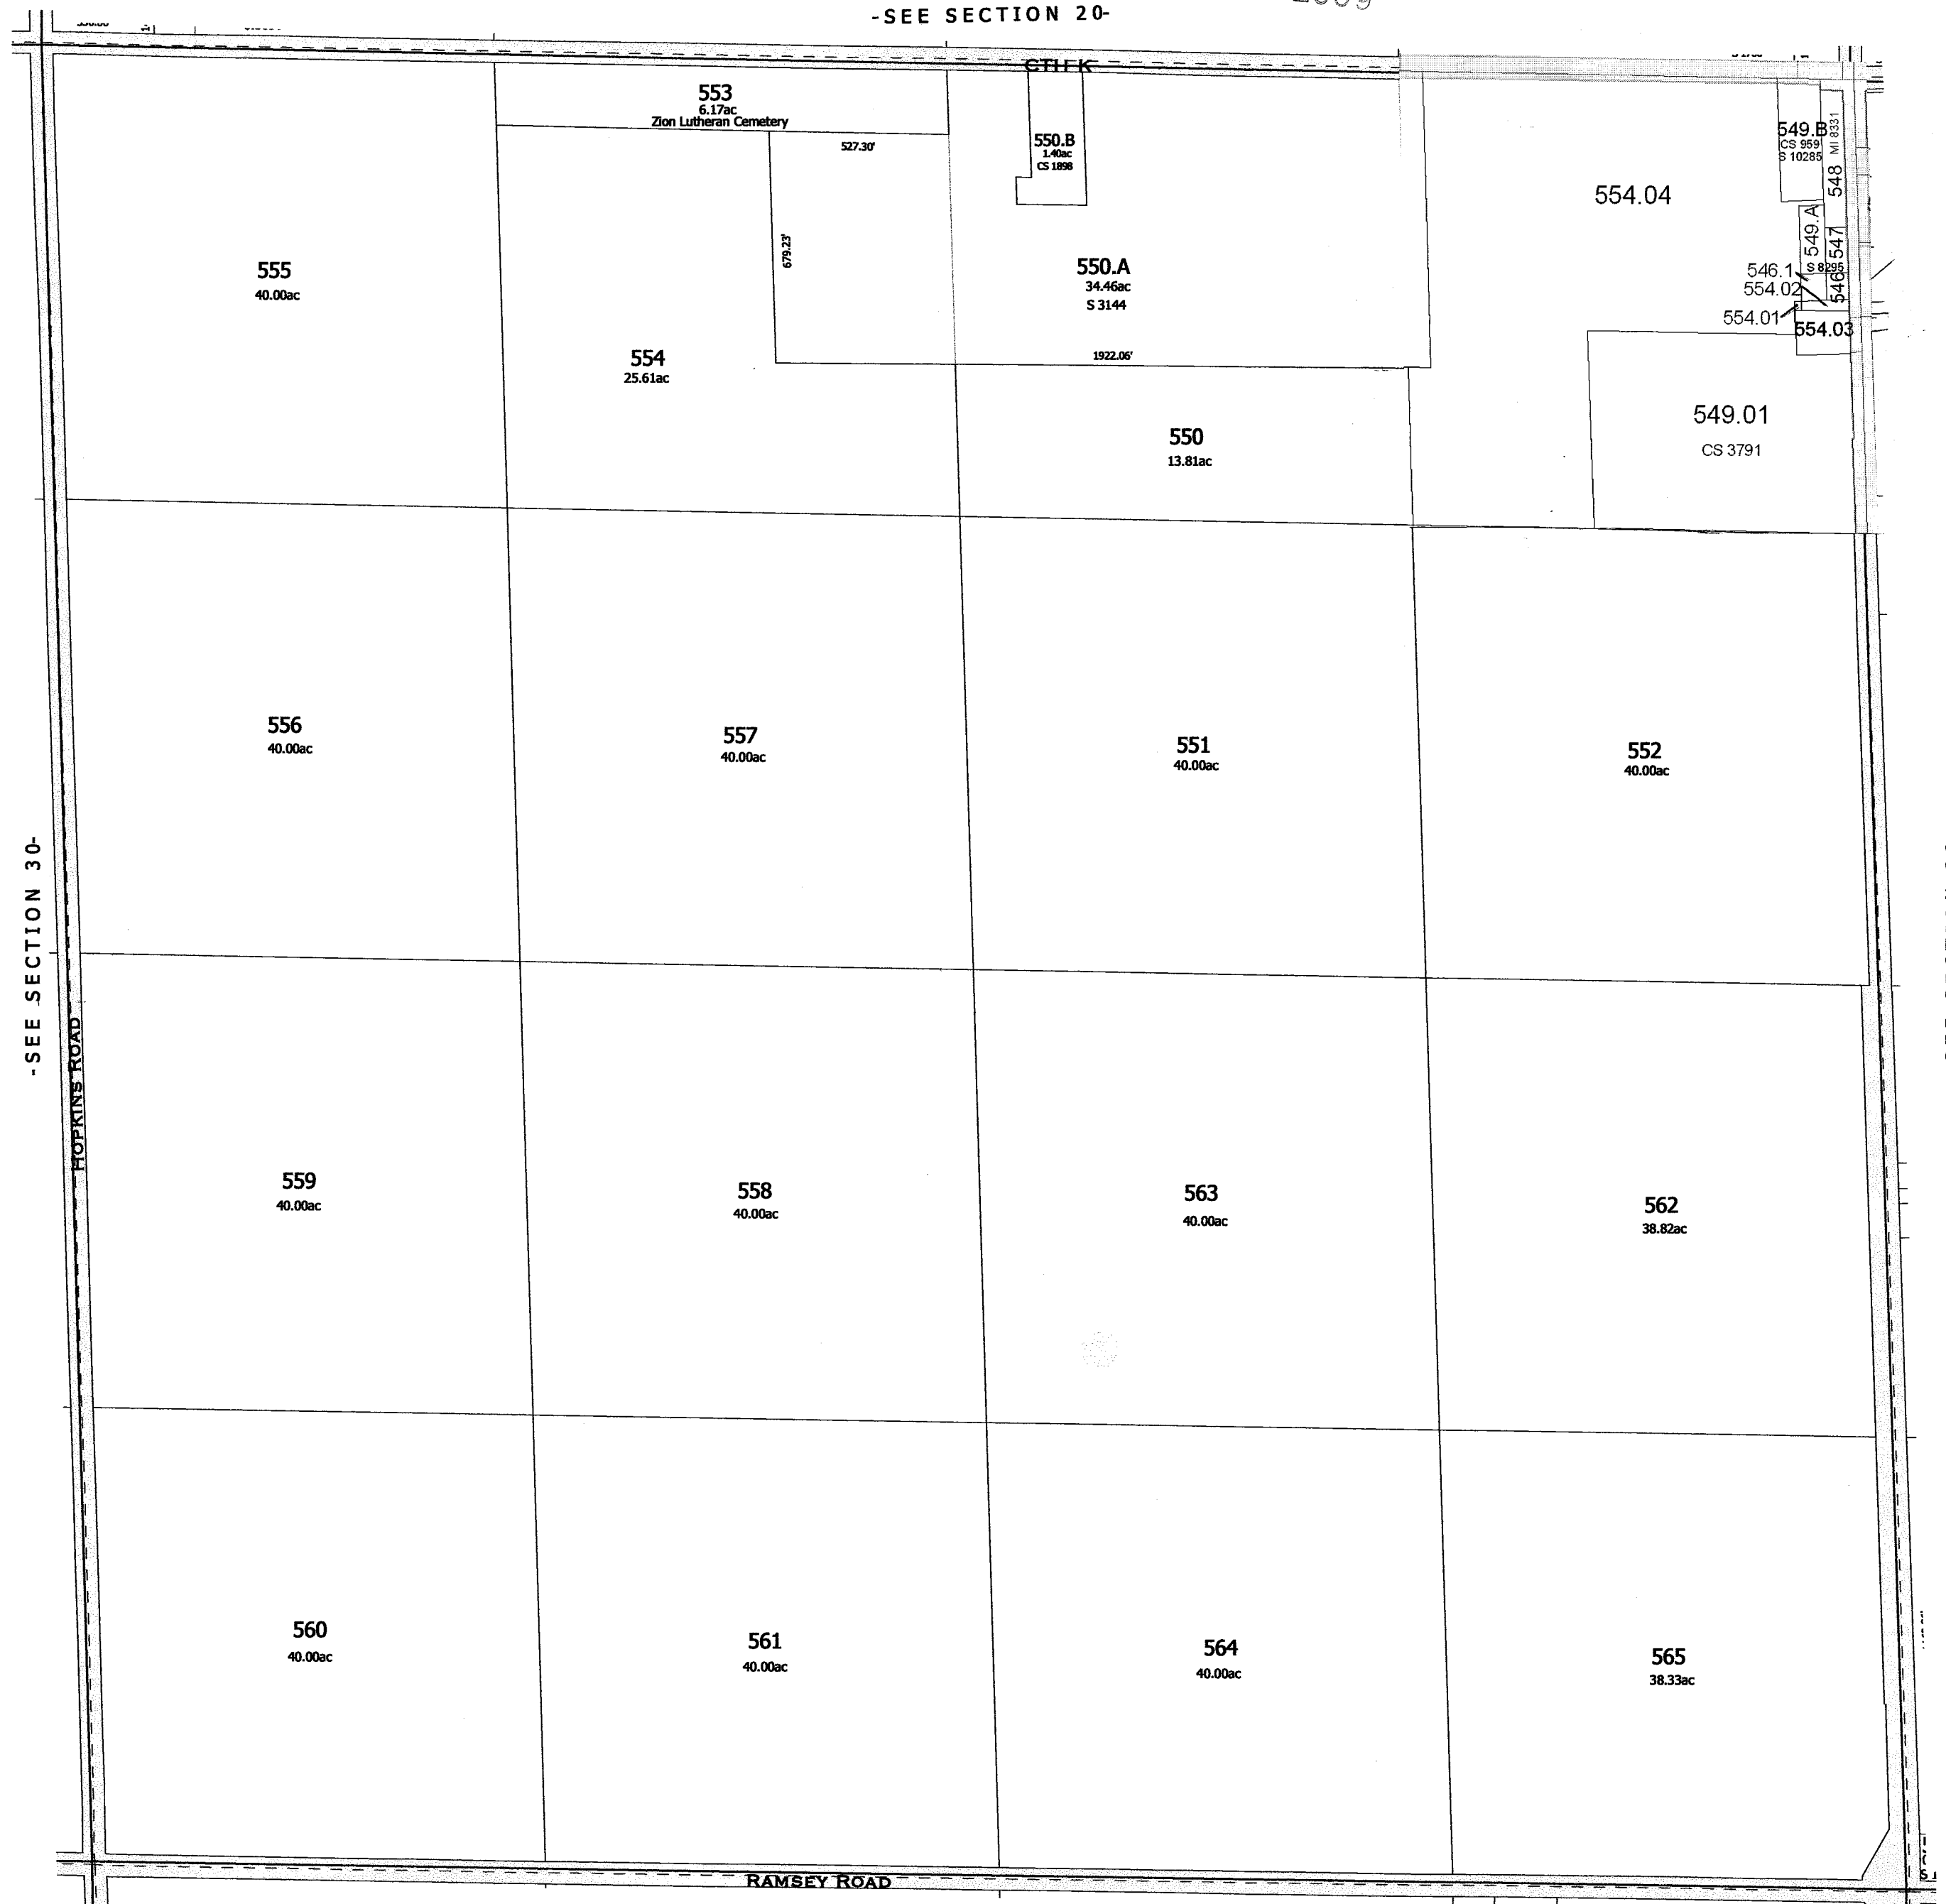 -SEE SECTION 20-
CTH K
553
6.17ac
Zion Lutheran Cemetery
527.30'
679.23'
550.B
1.40ac
CS 1898
554.04
549.B
CS 959
S 10285
MI 8331
548
549.A
547
S 8295
546
546.1
554.02
554.01
554.03
555
40.00ac
550.A
34.46ac
S 3144
1922.06'
554
25.61ac
549.01
CS 3791
550
13.81ac
556
40.00ac
557
40.00ac
551
40.00ac
552
40.00ac
-SEE SECTION 30-
HOPKINS ROAD
559
40.00ac
558
40.00ac
563
40.00ac
562
38.82ac
560
40.00ac
561
40.00ac
564
40.00ac
565
38.33ac
RAMSEY ROAD